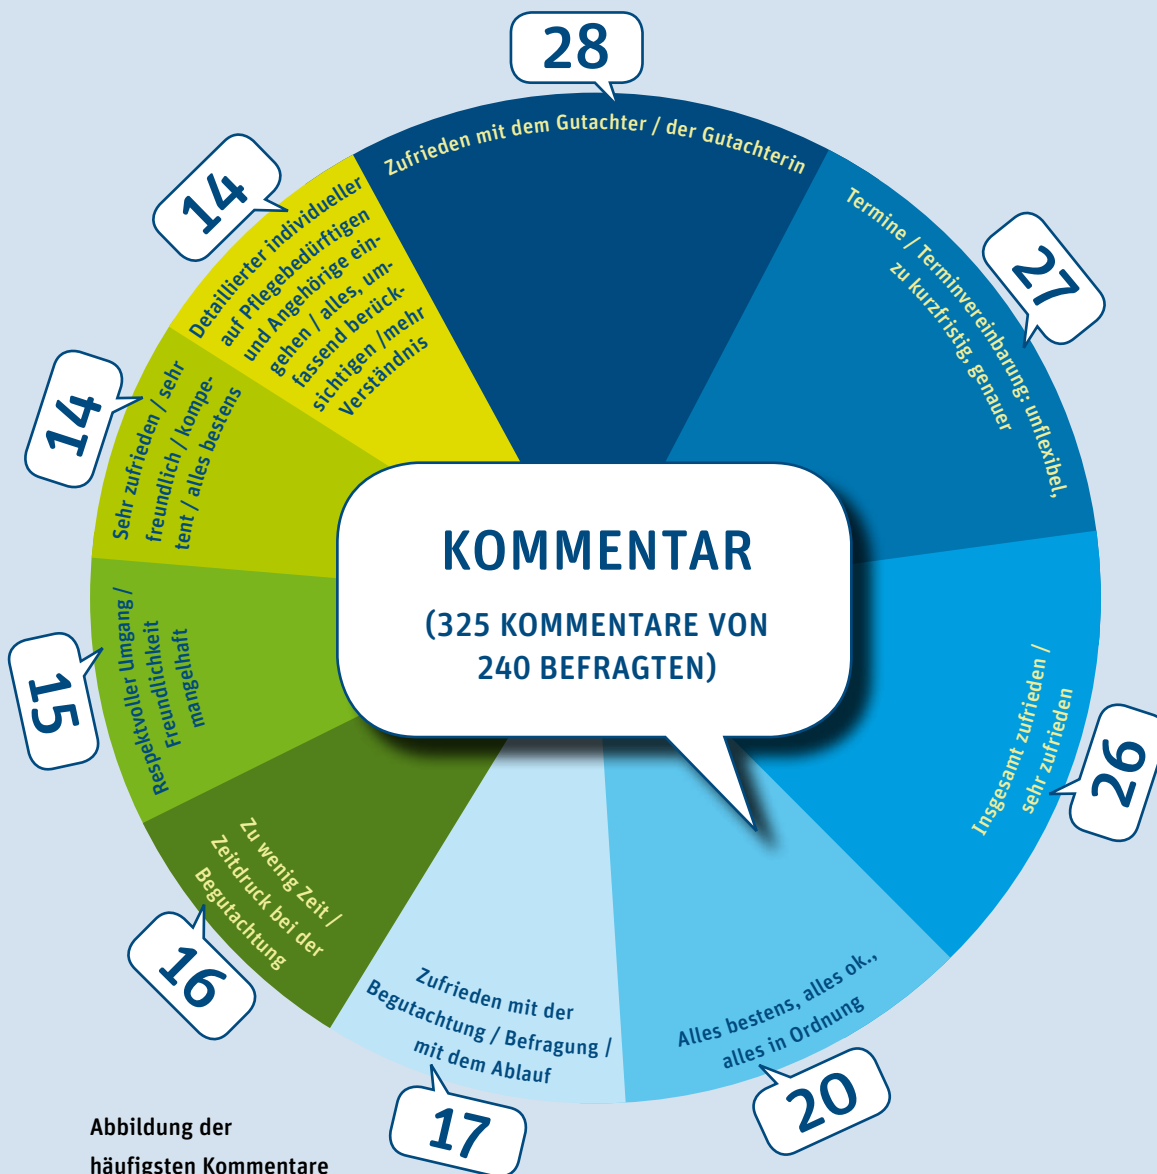 28
Zufrieden mit dem Gutachter / der Gutachterin
27
Termine / Terminvereinbarung: unflexibel,
zu kurzfristig, genauer
26
Insgesamt zufrieden /
sehr zufrieden
20
Alles bestens, alles ok.,
alles in Ordnung
17
Zufrieden mit der
Begutachtung / Befragung /
mit dem Ablauf
16
Zu wenig Zeit /
Zeitdruck bei der
Begutachtung
15
Respektvoller Umgang /
Freundlichkeit
mangelhaft
14
Sehr zufrieden / sehr
freundlich / kompe-
tent / alles bestens
14
Detaillierter individueller
auf Pflegebedürftigen
und Angehörige ein-
gehen / alles, um-
fassend berück-
sichtigen /mehr
Verständnis
KOMMENTAR
(325 KOMMENTARE VON
240 BEFRAGTEN)
Abbildung der
häufigsten Kommentare